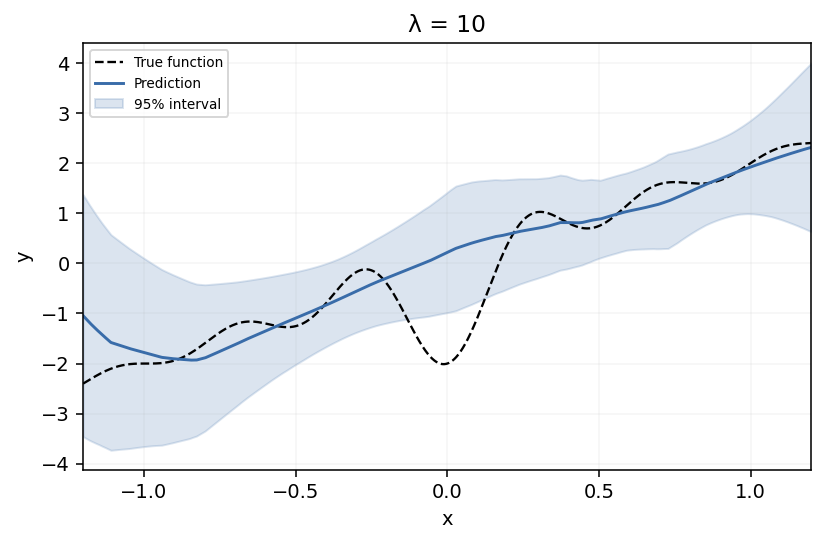 λ = 10
True function
Prediction
95% interval
4
3
2
1
0
−1
−2
−3
−4
y
−1.0 −0.5 0.0 0.5 1.0
x